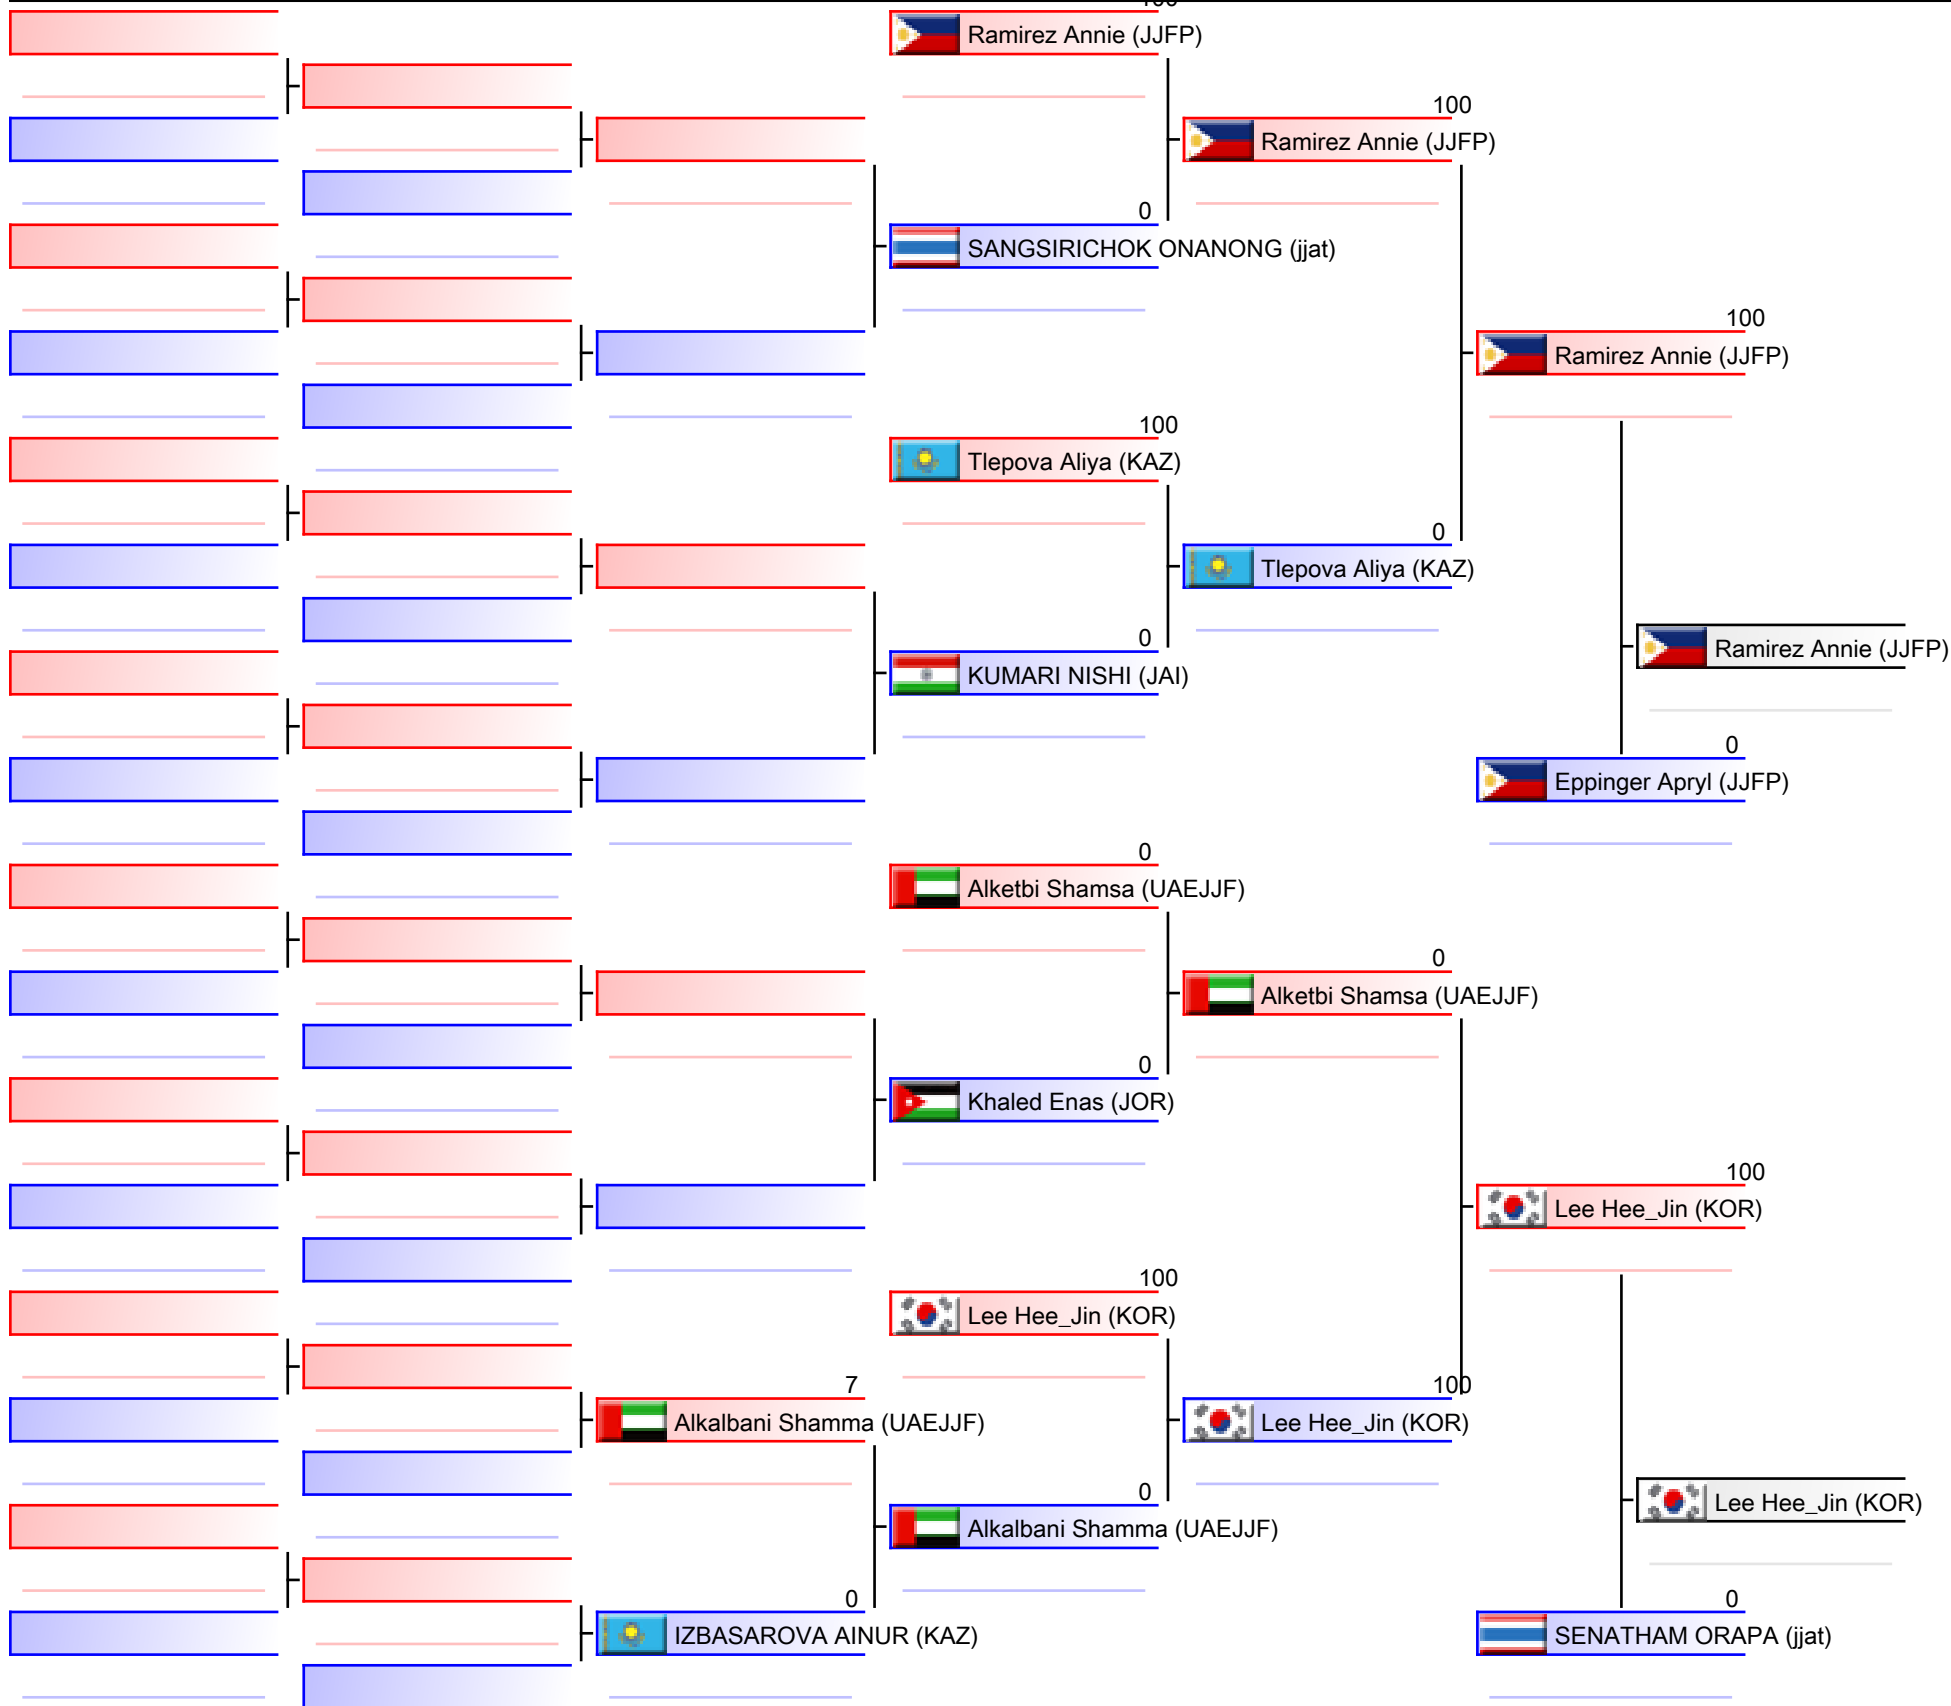 100
Ramirez Annie (JJFP)
100
Ramirez Annie (JJFP)
0
SANGSIRICHOK ONANONG (jjat)
100
Ramirez Annie (JJFP)
100
Tlepova Aliya (KAZ)
0
Tlepova Aliya (KAZ)
0
Ramirez Annie (JJFP)
KUMARI NISHI (JAI)
0
Eppinger Apryl (JJFP)
0
Alketbi Shamsa (UAEJJF)
0
Alketbi Shamsa (UAEJJF)
0
Khaled Enas (JOR)
100
Lee Hee_Jin (KOR)
100
Lee Hee_Jin (KOR)
7
100
Alkalbani Shamma (UAEJJF)
Lee Hee_Jin (KOR)
0
Lee Hee_Jin (KOR)
Alkalbani Shamma (UAEJJF)
0
0
IZBASAROVA AINUR (KAZ)
SENATHAM ORAPA (jjat)